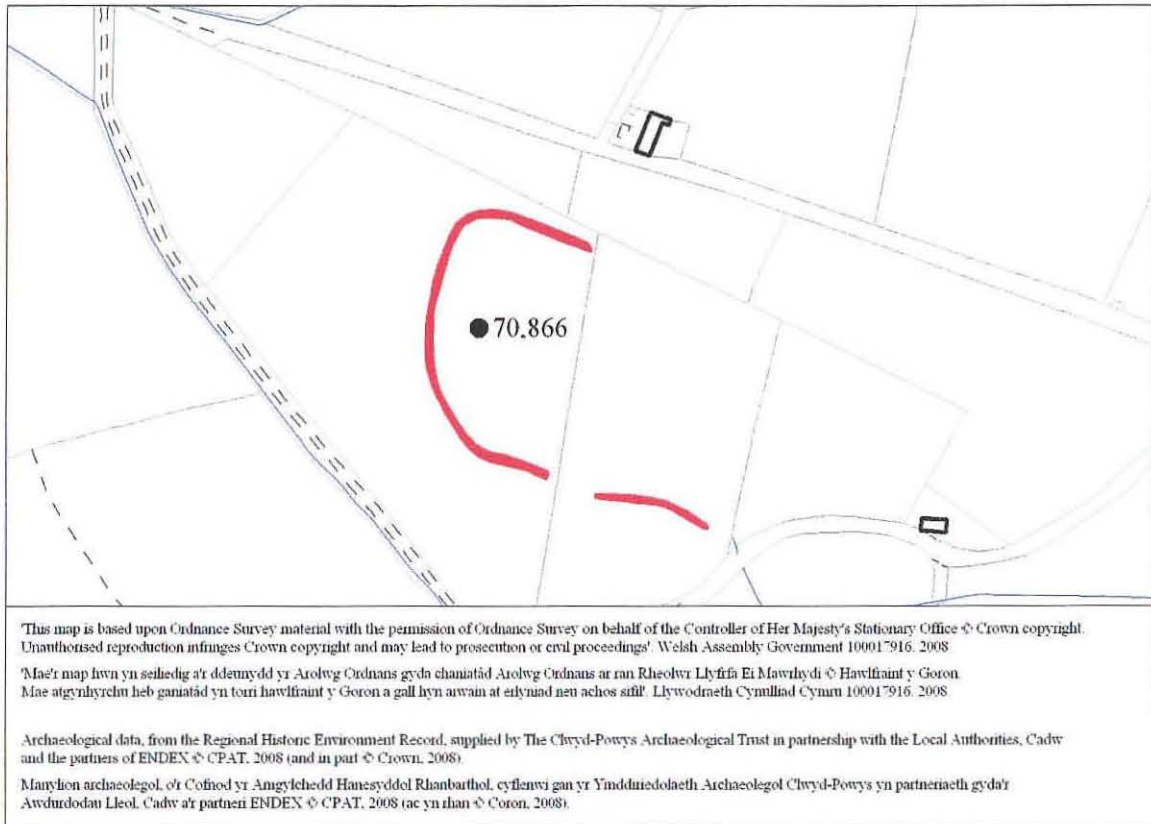 70.866
'This map is based upon Ordnance Survey material with the permission of Ordnance Survey on behalf of the Controller of Her Majesty's Stationary Office © Crown copyright.
Unauthorised reproduction infringes Crown copyright and may lead to prosecution or civil proceedings'. Welsh Assembly Government 100017916. 2008
'Mae'r map hwn yn seiliedig a'r ddeunydd yr Arolwg Ordnans gyda chaniatâd Arolwg Ordnans ar ran Rheolwr Llyfrfa Ei Mawrhydi © Hawlfraint y Goron.
Mae atgynhyrchu heb ganiatâd yn torri hawlfraint y Goron a gall hyn arwain at erlyniad neu achos sifil'. Llywodraeth Cynulliad Cymru 100017916. 2008
Archaeological data, from the Regional Historic Environment Record, supplied by The Clwyd-Powys Archaeological Trust in partnership with the Local Authorities, Cadw
and the partners of ENDEX © CPAT, 2008 (and in part © Crown, 2008).
Manylion archaeolegol, o'r Cofnod yr Amgylchedd Hanesyddol Rhanbarthol, cyflenwi gan yr Ymddiriedolaeth Archaeolegol Clwyd-Powys yn partneriaeth gyda'r
Awdurdodau Lleol, Cadw a'r partneri ENDEX © CPAT, 2008 (ac yn rhan © Coron, 2008).